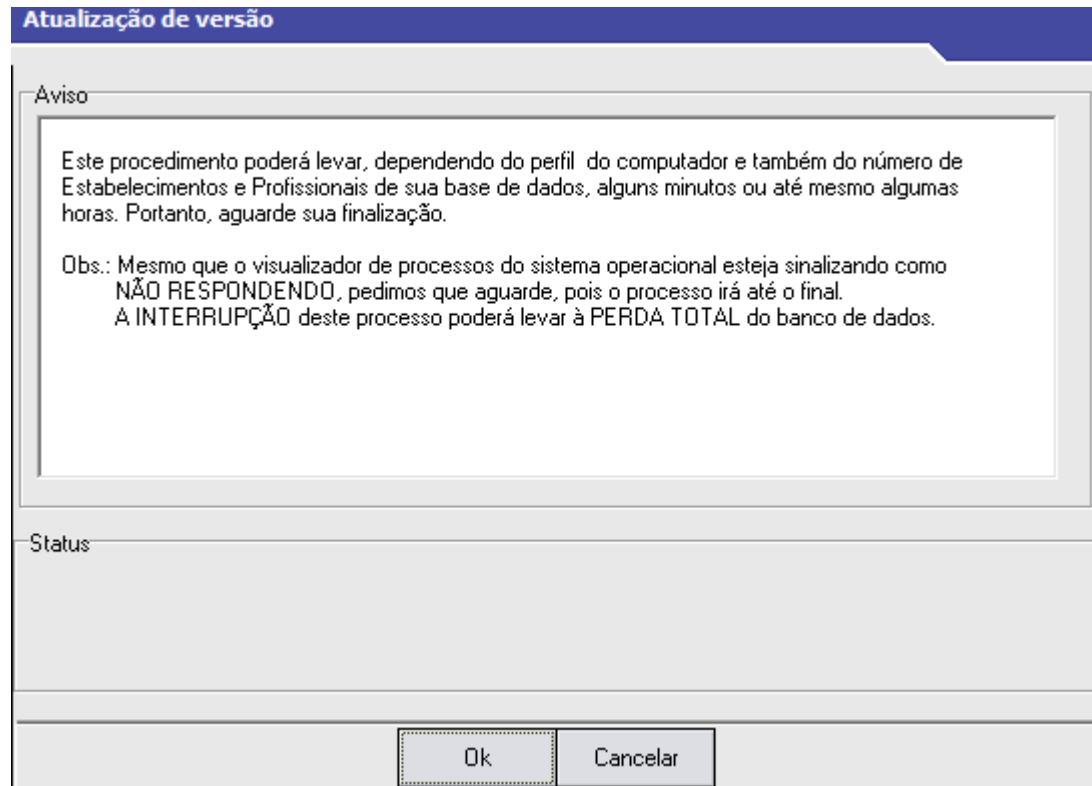 Atualização de versão
Aviso
Este procedimento poderá levar, dependendo do perfil do computador e também do número de
Estabelecimentos e Profissionais de sua base de dados, alguns minutos ou até mesmo algumas
horas. Portanto, aguarde sua finalização.
Obs.: Mesmo que o visualizador de processos do sistema operacional esteja sinalizando como
NÃO RESPONDENDO, pedimos que aguarde, pois o processo irá até o final.
A INTERRUPÇÃO deste processo poderá levar à PERDA TOTAL do banco de dados.
Status
Ok Cancelar